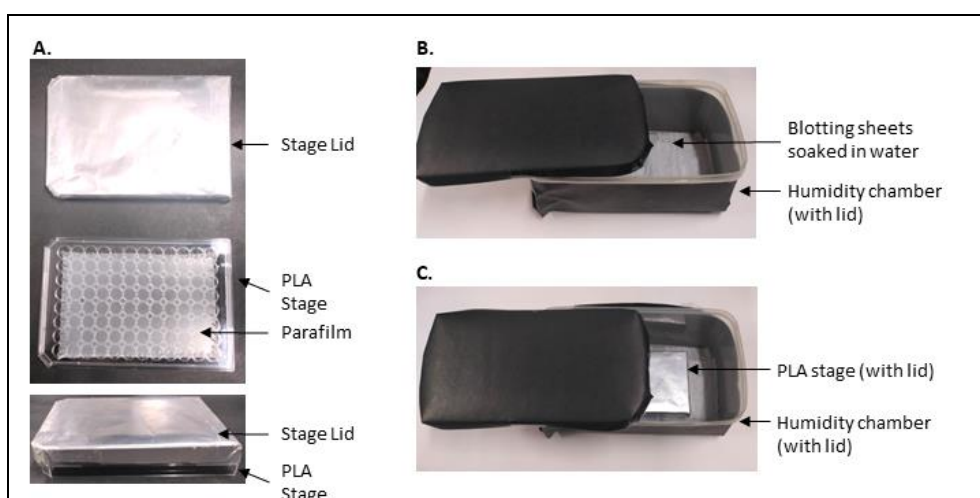 A.
Stage Lid
PLA
Stage
Parafilm
Stage Lid
PLA
Stage
B.
Blotting sheets
soaked in water
Humidity chamber
(with lid)
C.
PLA stage (with lid)
Humidity chamber
(with lid)